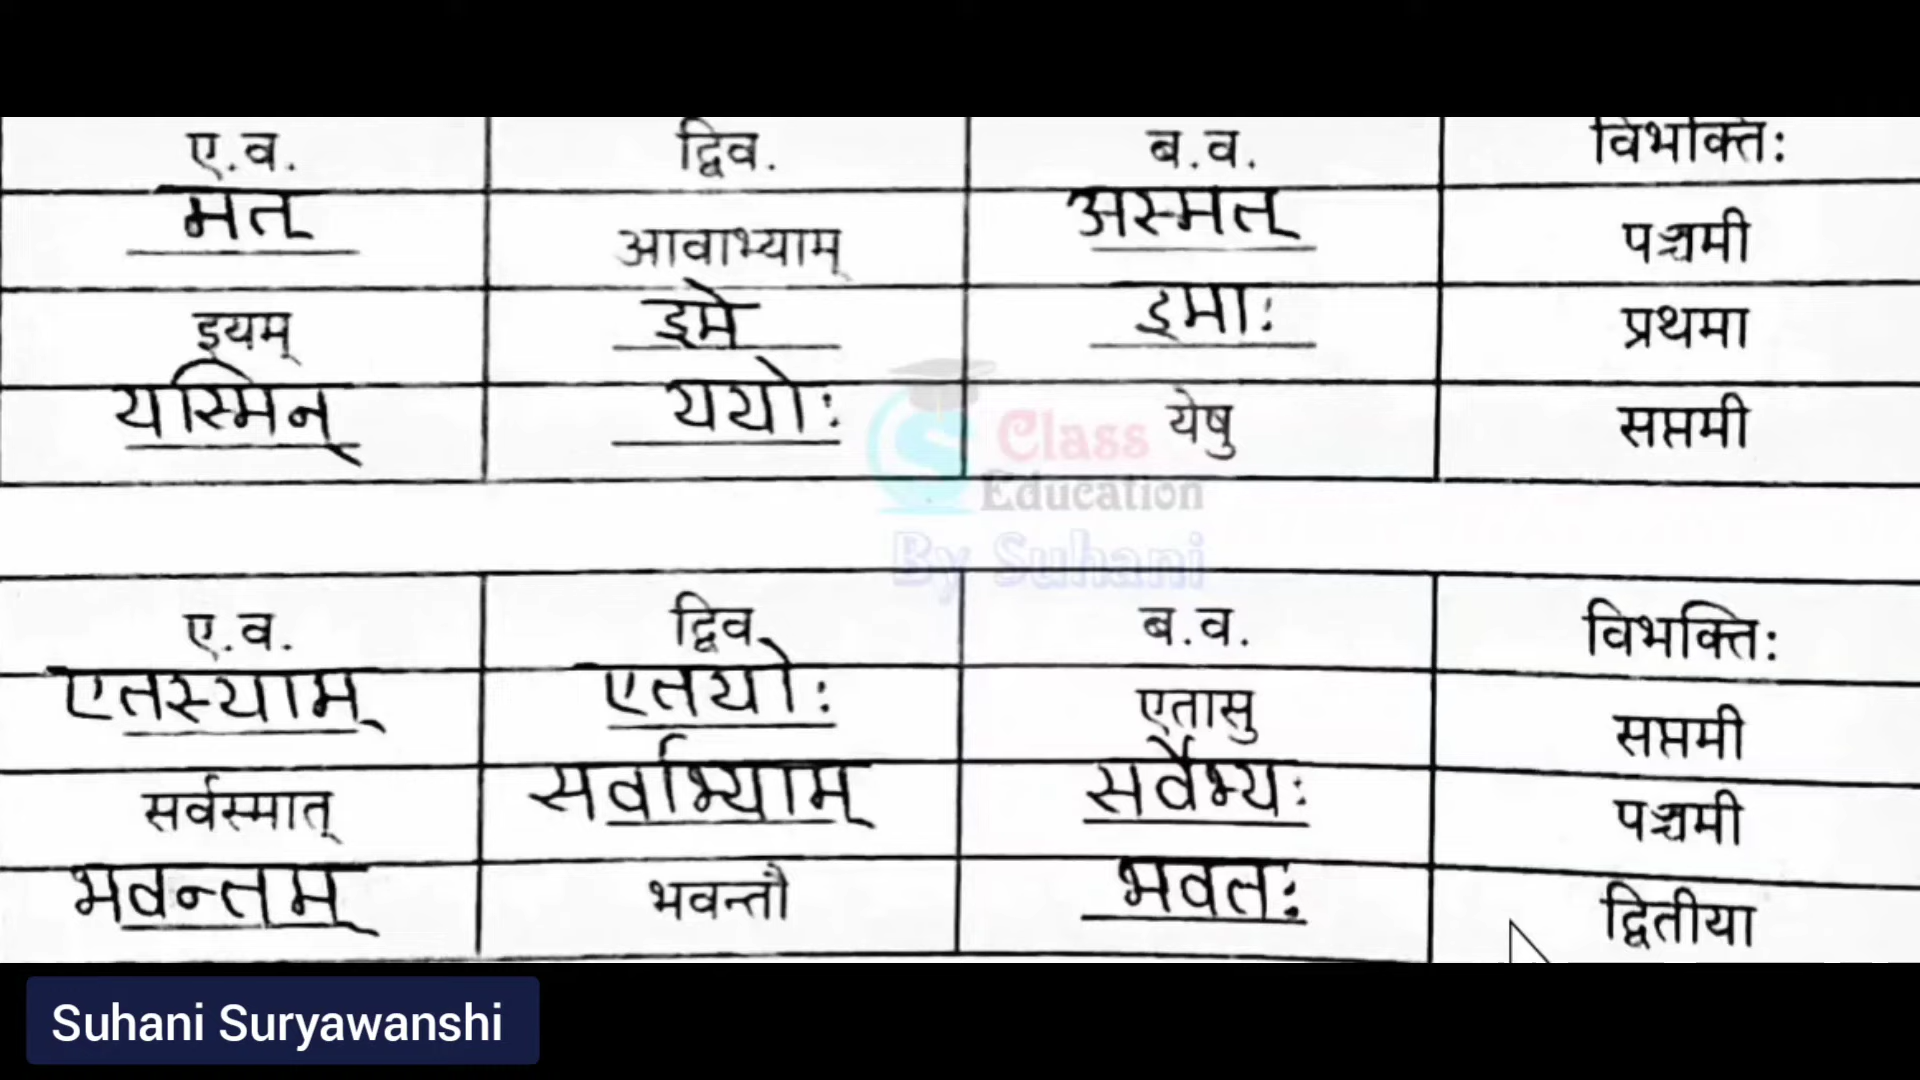 ए.व. द्विव. ब.व. विभक्तिः
मत् आवाभ्याम् अस्मत् पञ्चमी
इयम् इमे इमाः प्रथमा
यस्मिन् ययोः येषु सप्तमी
Class
Education
By Suhani
ए.व. द्विव. ब.व. विभक्तिः
एतस्याम् एतयोः एतासु सप्तमी
सर्वस्मात् सर्वाभ्याम् सर्वेभ्यः पञ्चमी
भवन्तम् भवन्तौ भवतः द्वितीया
Suhani Suryawanshi